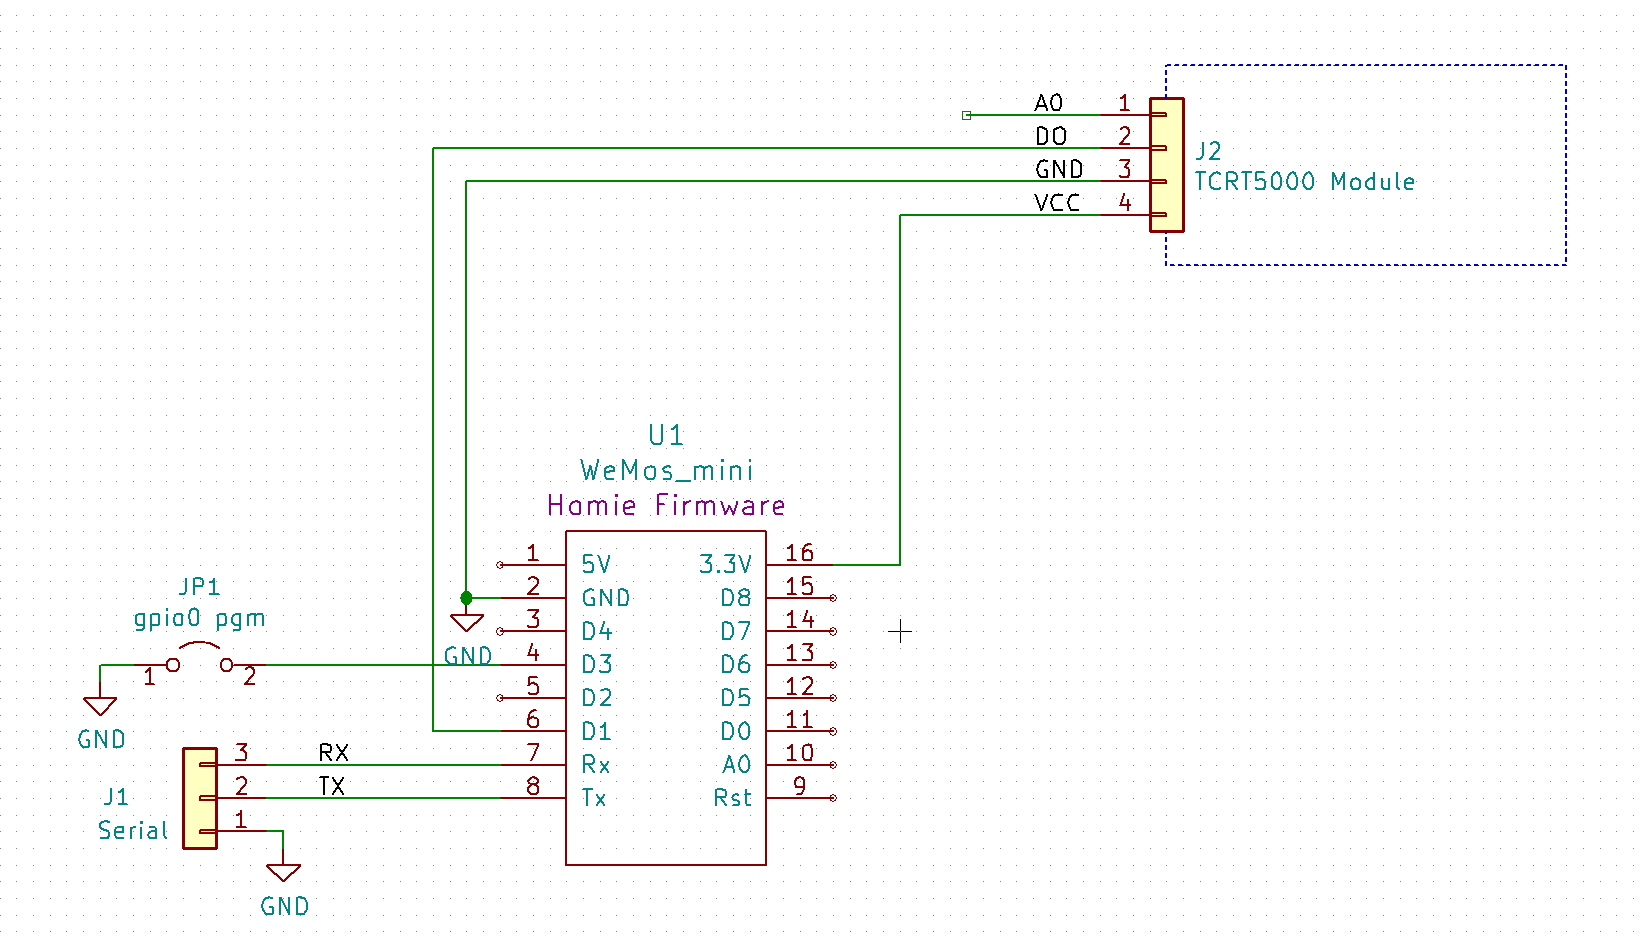 A0 1
DO 2
GND 3
VCC 4
J2
TCRT5000 Module
U1
WeMos_mini
Homie Firmware
1 5V 3.3V 16
2 GND D8 15
3 D4 D7 14
GND
4 D3 D6 13
5 D2 D5 12
6 D1 D0 11
7 Rx A0 10
8 Tx Rst 9
JP1
gpio0 pgm
1 2
GND
3 RX
2 TX
1
J1
Serial
GND